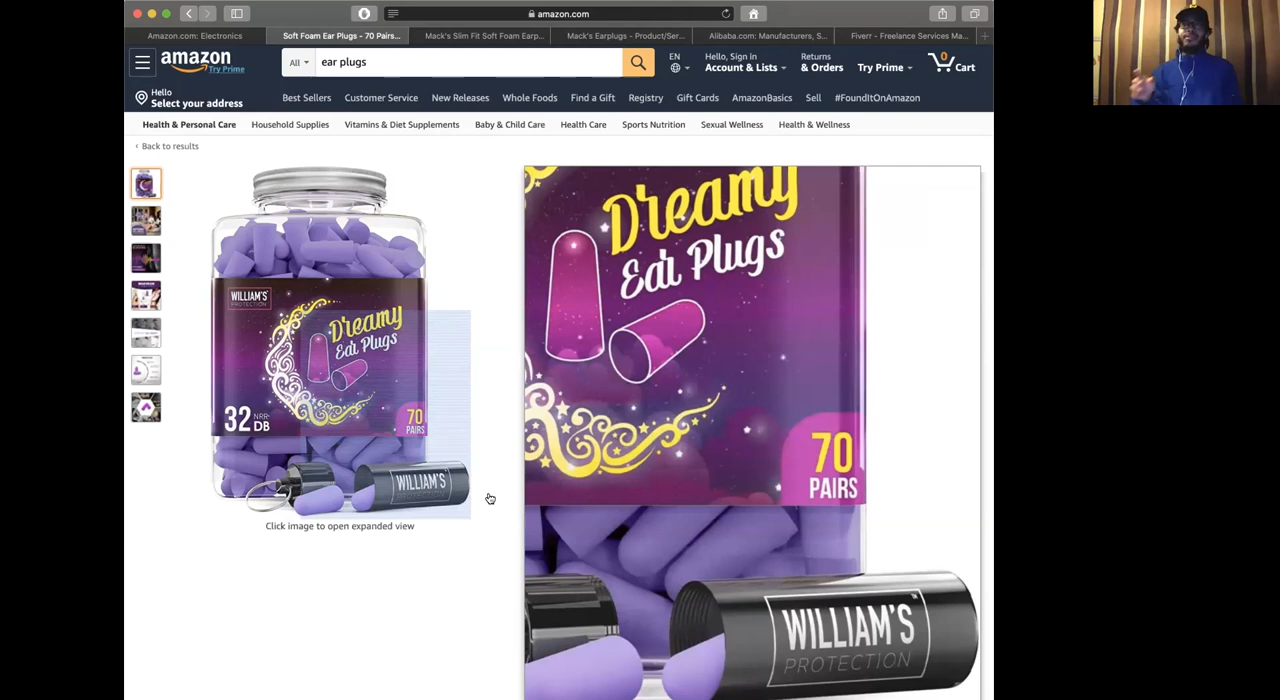 amazon.com
Amazon.com: Electronics
Soft Foam Ear Plugs - 70 Pairs...
Mack's Slim Fit Soft Foam Earp...
Mack's Earplugs - Product/Ser...
Alibaba.com: Manufacturers, S...
Fiverr - Freelance Services Ma...
amazon
Try Prime
All
ear plugs
EN
Hello, Sign in
Account & Lists
Returns
& Orders
Try Prime
0
Cart
Hello
Select your address
Best Sellers
Customer Service
New Releases
Whole Foods
Find a Gift
Registry
Gift Cards
AmazonBasics
Sell
#FoundItOnAmazon
Health & Personal Care
Household Supplies
Vitamins & Diet Supplements
Baby & Child Care
Health Care
Sports Nutrition
Sexual Wellness
Health & Wellness
Back to results
WILLIAM'S
PROTECTION
Dreamy
Ear Plugs
32 NRR-
DB
70
PAIRS
WILLIAM'S
Click image to open expanded view
Dreamy
Ear Plugs
70
PAIRS
WILLIAM'S™
PROTECTION